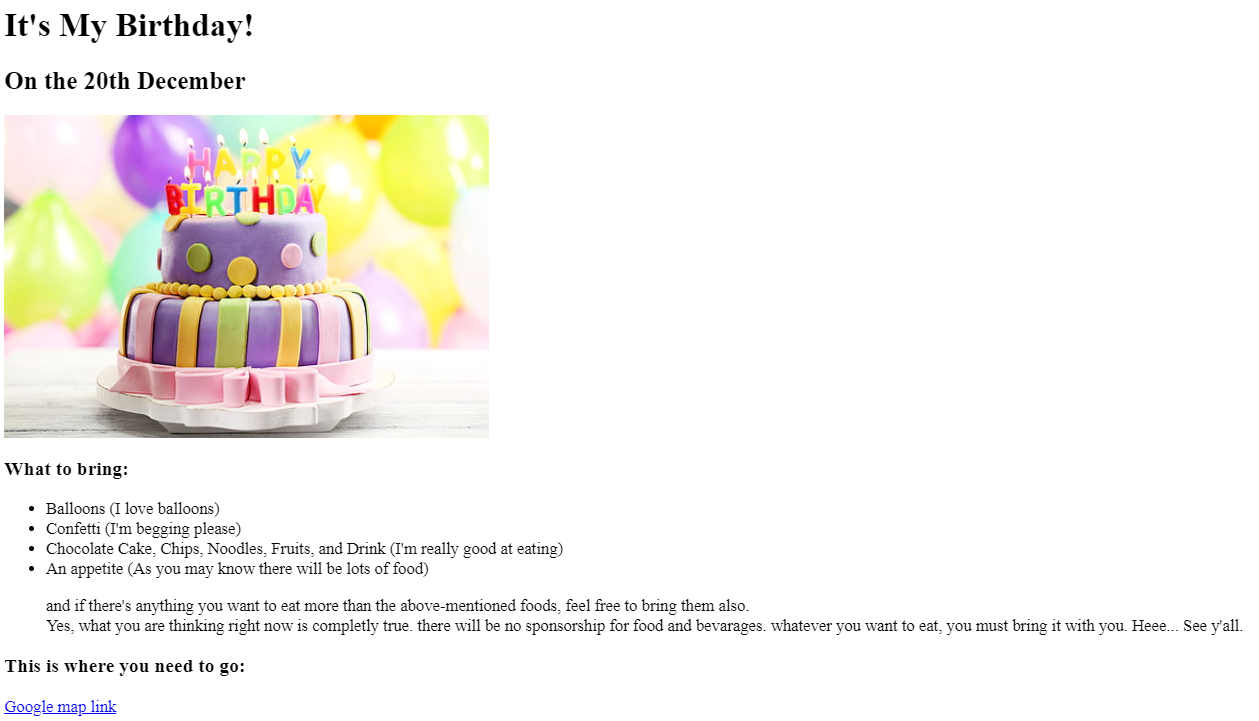 It's My Birthday!
On the 20th December
HAPPY
BIRTHDAY
What to bring:
• Balloons (I love balloons)
• Confetti (I'm begging please)
• Chocolate Cake, Chips, Noodles, Fruits, and Drink (I'm really good at eating)
• An appetite (As you may know there will be lots of food)
and if there's anything you want to eat more than the above-mentioned foods, feel free to bring them also.
Yes, what you are thinking right now is completly true. there will be no sponsorship for food and bevarages. whatever you want to eat, you must bring it with you. Heee... See y'all.
This is where you need to go:
Google map link